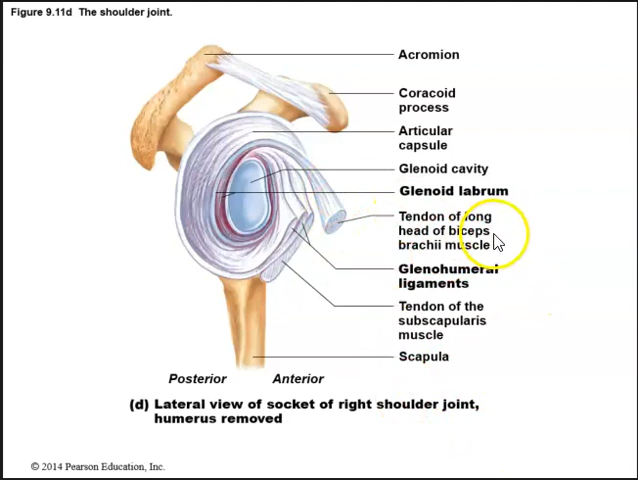 Figure 9.11d The shoulder joint.
Acromion
Coracoid
process
Articular
capsule
Glenoid cavity
Glenoid labrum
Tendon of long
head of biceps
brachii muscle
Glenohumeral
ligaments
Tendon of the
subscapularis
muscle
Scapula
Posterior Anterior
(d) Lateral view of socket of right shoulder joint,
humerus removed
© 2014 Pearson Education, Inc.